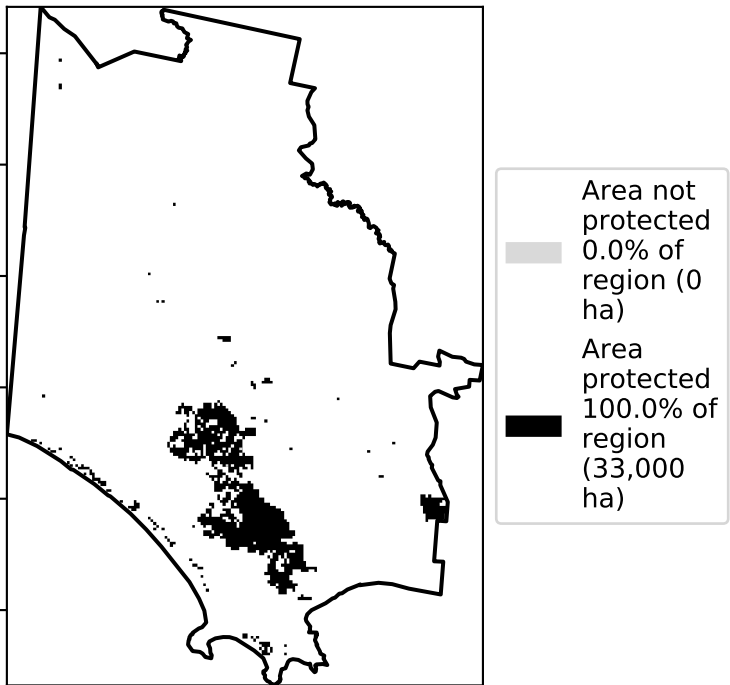 Area not
protected
0.0% of
region (0
ha)
Area
protected
100.0% of
region
(33,000
ha)